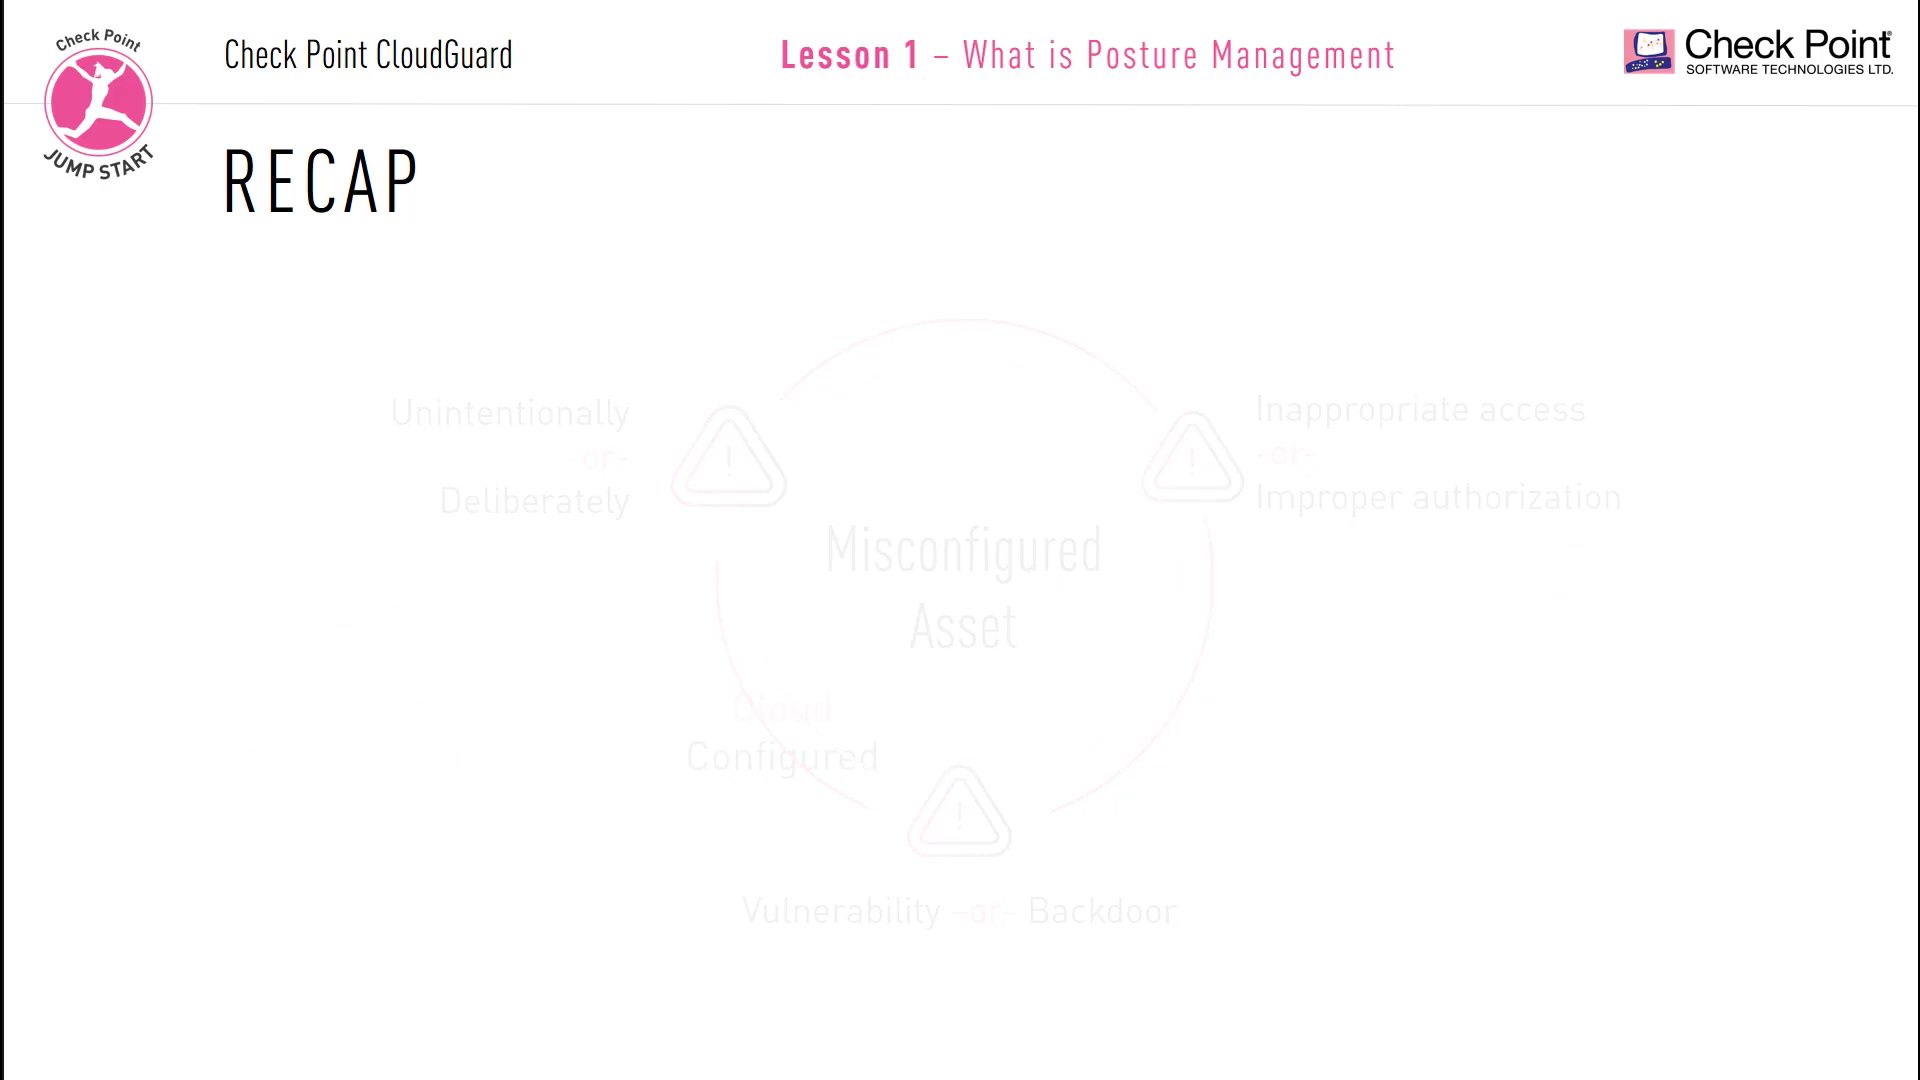 Check Point
JUMP START
Check Point CloudGuard
Lesson 1 – What is Posture Management
Check Point
SOFTWARE TECHNOLOGIES LTD.
RECAP
Unintentionally
-or-
Deliberately
Inappropriate access
-or-
Improper authorization
Misconfigured
Asset
Cloud
Configured
Vulnerability -or- Backdoor